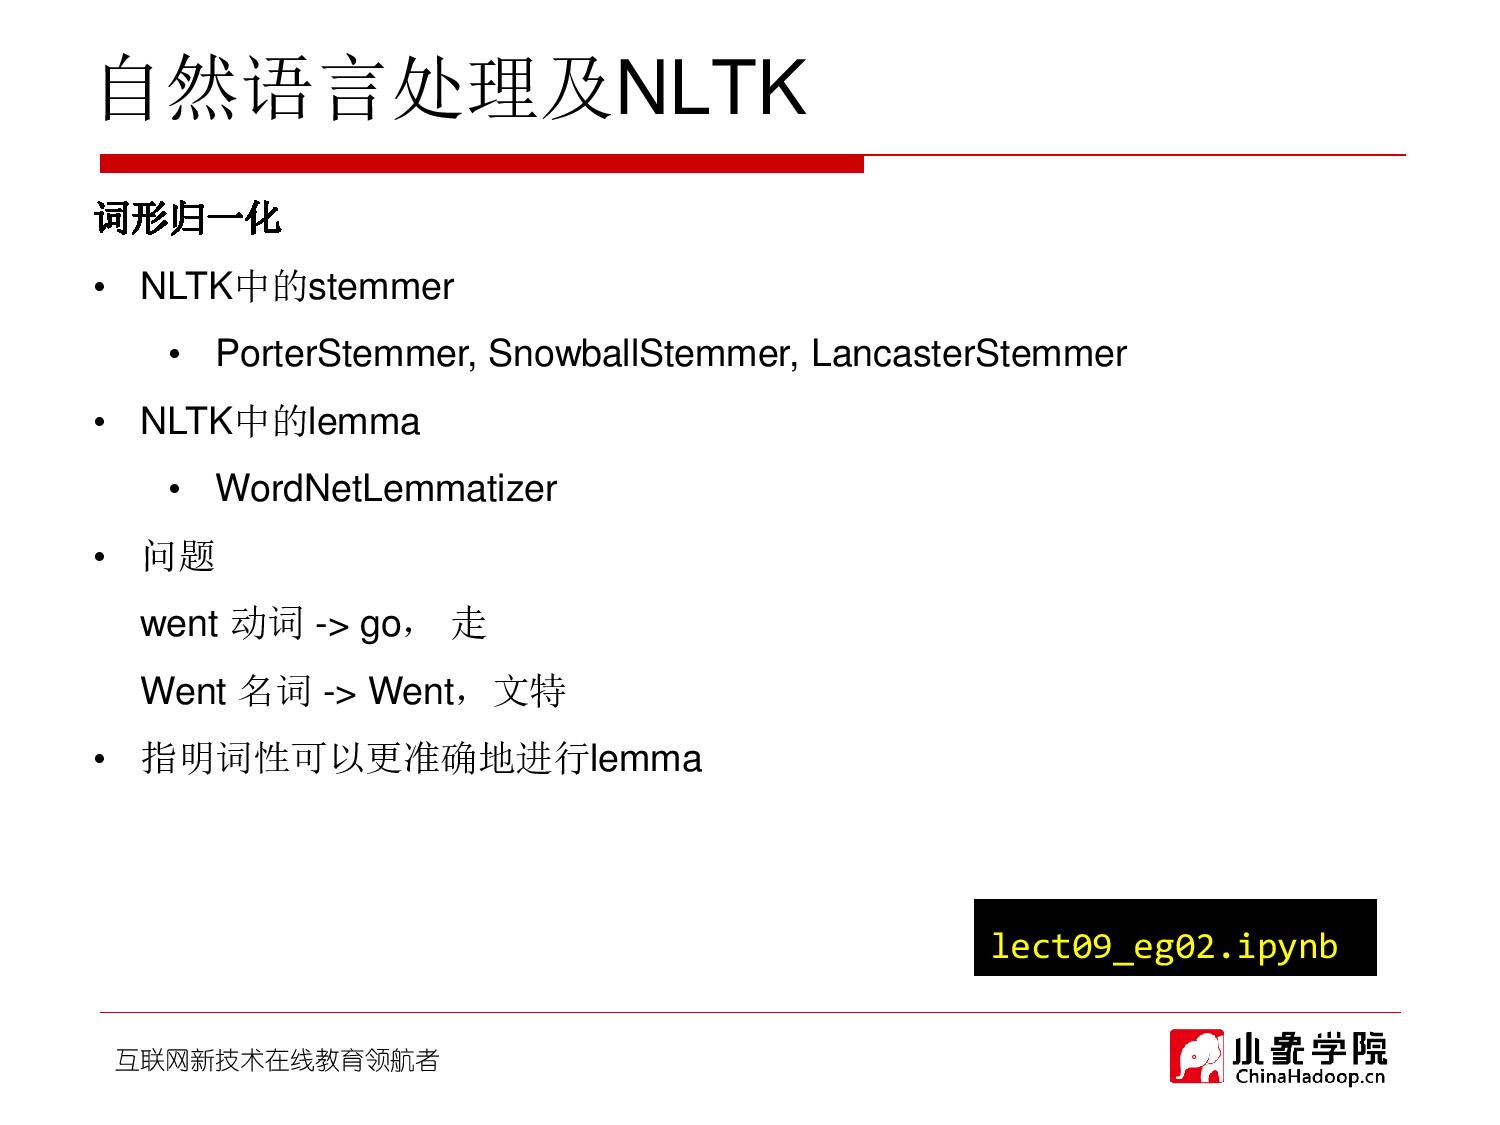 自然语言处理及NLTK
词形归一化
• NLTK中的stemmer
• PorterStemmer, SnowballStemmer, LancasterStemmer
• NLTK中的lemma
• WordNetLemmatizer
• 问题
went 动词 -> go， 走
Went 名词 -> Went，文特
• 指明词性可以更准确地进行lemma
lect09_eg02.ipynb
互联网新技术在线教育领航者
小象学院
ChinaHadoop.cn